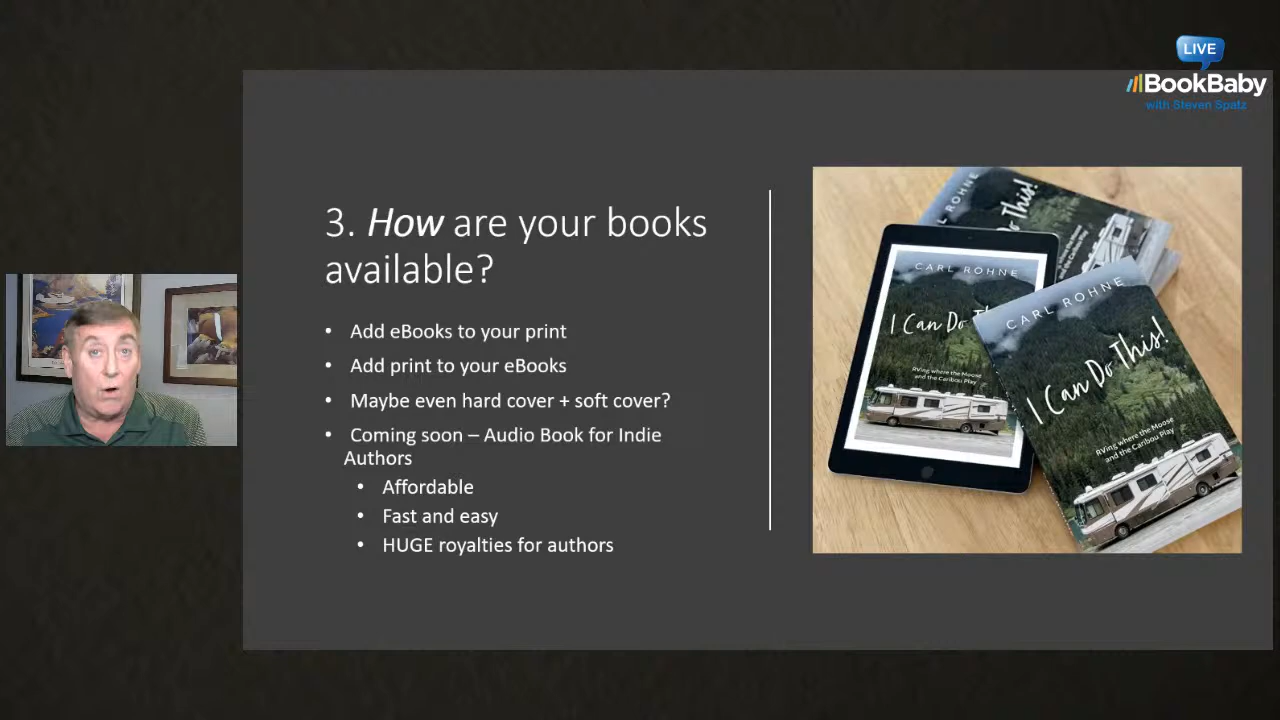 LIVE
BookBaby
with Steven Spatz
3. How are your books
available?
• Add eBooks to your print
• Add print to your eBooks
• Maybe even hard cover + soft cover?
• Coming soon – Audio Book for Indie
Authors
• Affordable
• Fast and easy
• HUGE royalties for authors
Do This!
CARL ROHNE
I Can Do T
RVing where the Moose
and the Caribou Play
CARL ROHNE
I Can Do This!
RVing where the Moose
and the Caribou Play